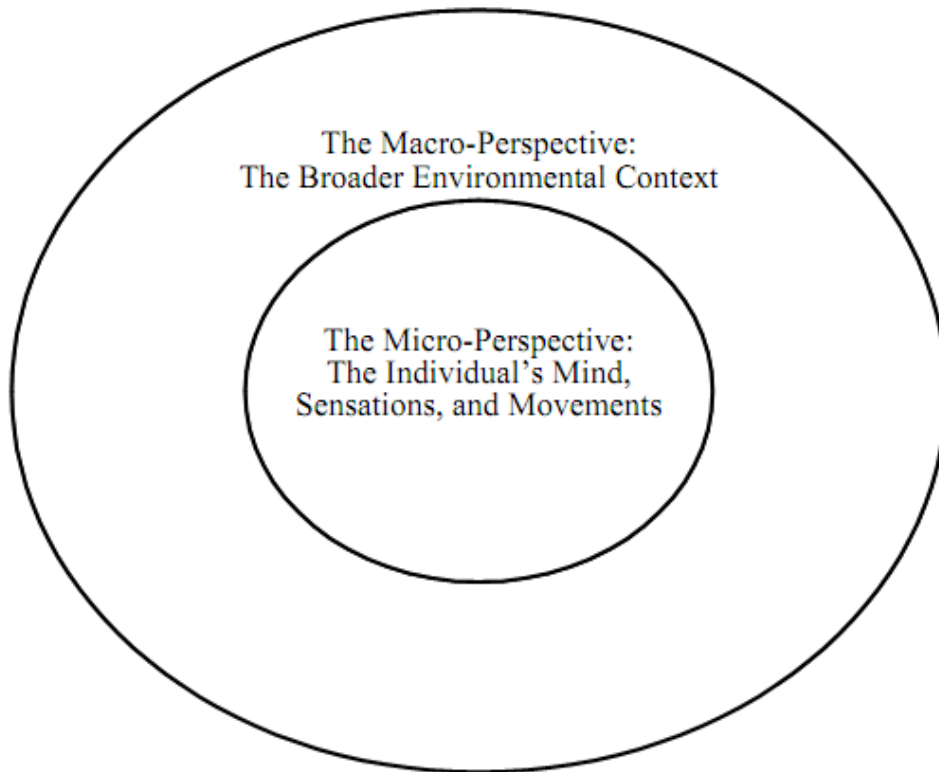 The Macro-Perspective:
The Broader Environmental Context
The Micro-Perspective:
The Individual's Mind,
Sensations, and Movements